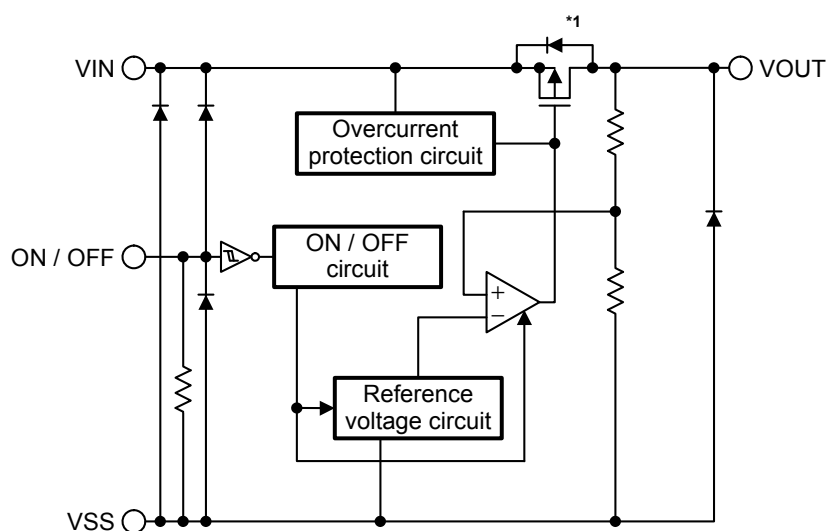 *1
VIN
VOUT
Overcurrent
protection circuit
ON / OFF
ON / OFF
circuit
+
−
Reference
voltage circuit
VSS